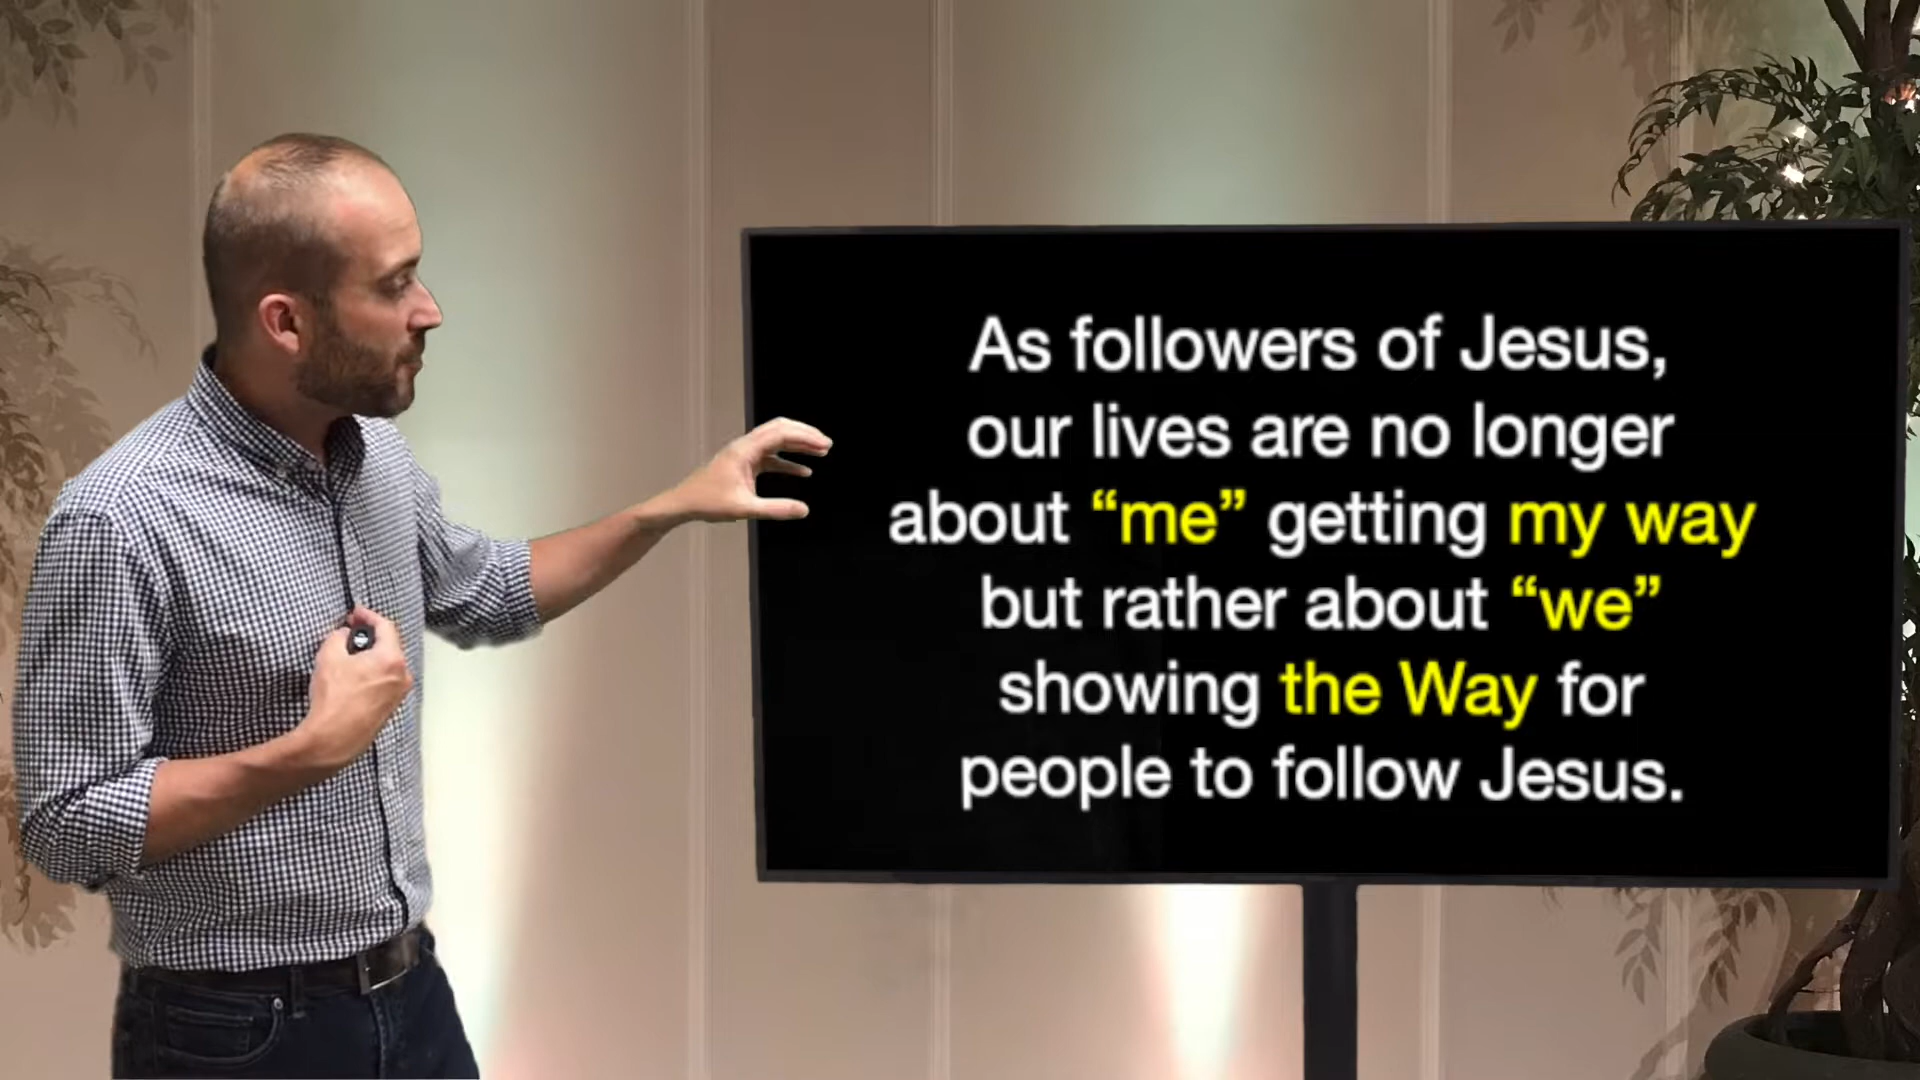 As followers of Jesus,
our lives are no longer
about “me” getting my way
but rather about “we”
showing the Way for
people to follow Jesus.